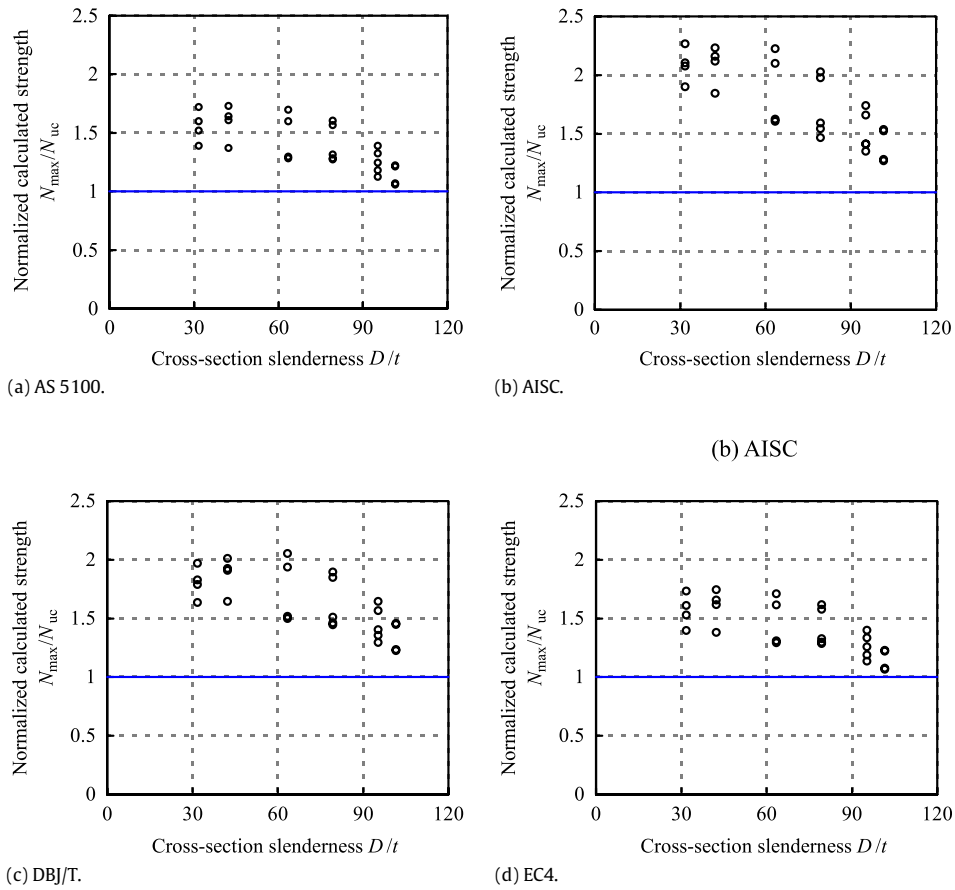 2.5
2
1.5
1
0.5
0
Normalized calculated strength
Nmax/Nuc
0 30 60 90 120
Cross-section slenderness D/t
(a) AS 5100.
2.5
2
1.5
1
0.5
0
Normalized calculated strength
Nmax/Nuc
0 30 60 90 120
Cross-section slenderness D/t
(b) AISC.
(b) AISC
2.5
2
1.5
1
0.5
0
Normalized calculated strength
Nmax/Nuc
0 30 60 90 120
Cross-section slenderness D/t
(c) DBJ/T.
2.5
2
1.5
1
0.5
0
Normalized calculated strength
Nmax/Nuc
0 30 60 90 120
Cross-section slenderness D/t
(d) EC4.